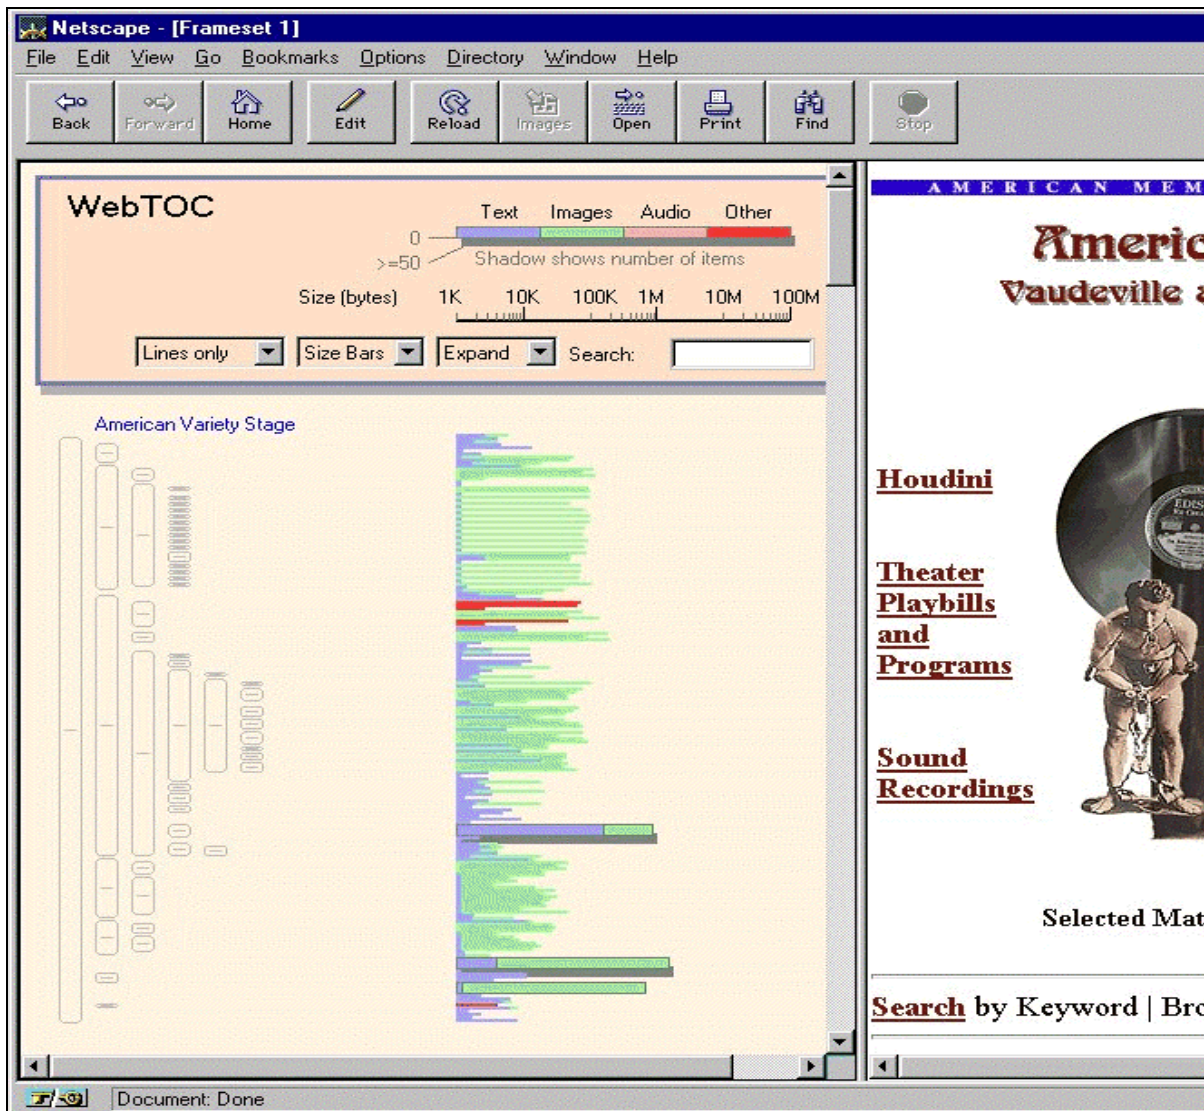 Netscape - [Frameset 1]
File Edit View Go Bookmarks Options Directory Window Help
Back Forward Home Edit Reload Images Open Print Find Stop
WebTOC
Text Images Audio Other
0
>=50 Shadow shows number of items
Size (bytes) 1K 10K 100K 1M 10M 100M
Lines only Size Bars Expand Search:
American Variety Stage
AMERICAN MEM
Americ
Vaudeville a
EDIS
Houdini
Theater
Playbills
and
Programs
Sound
Recordings
Selected Mat
Search by Keyword | Bro
Document: Done